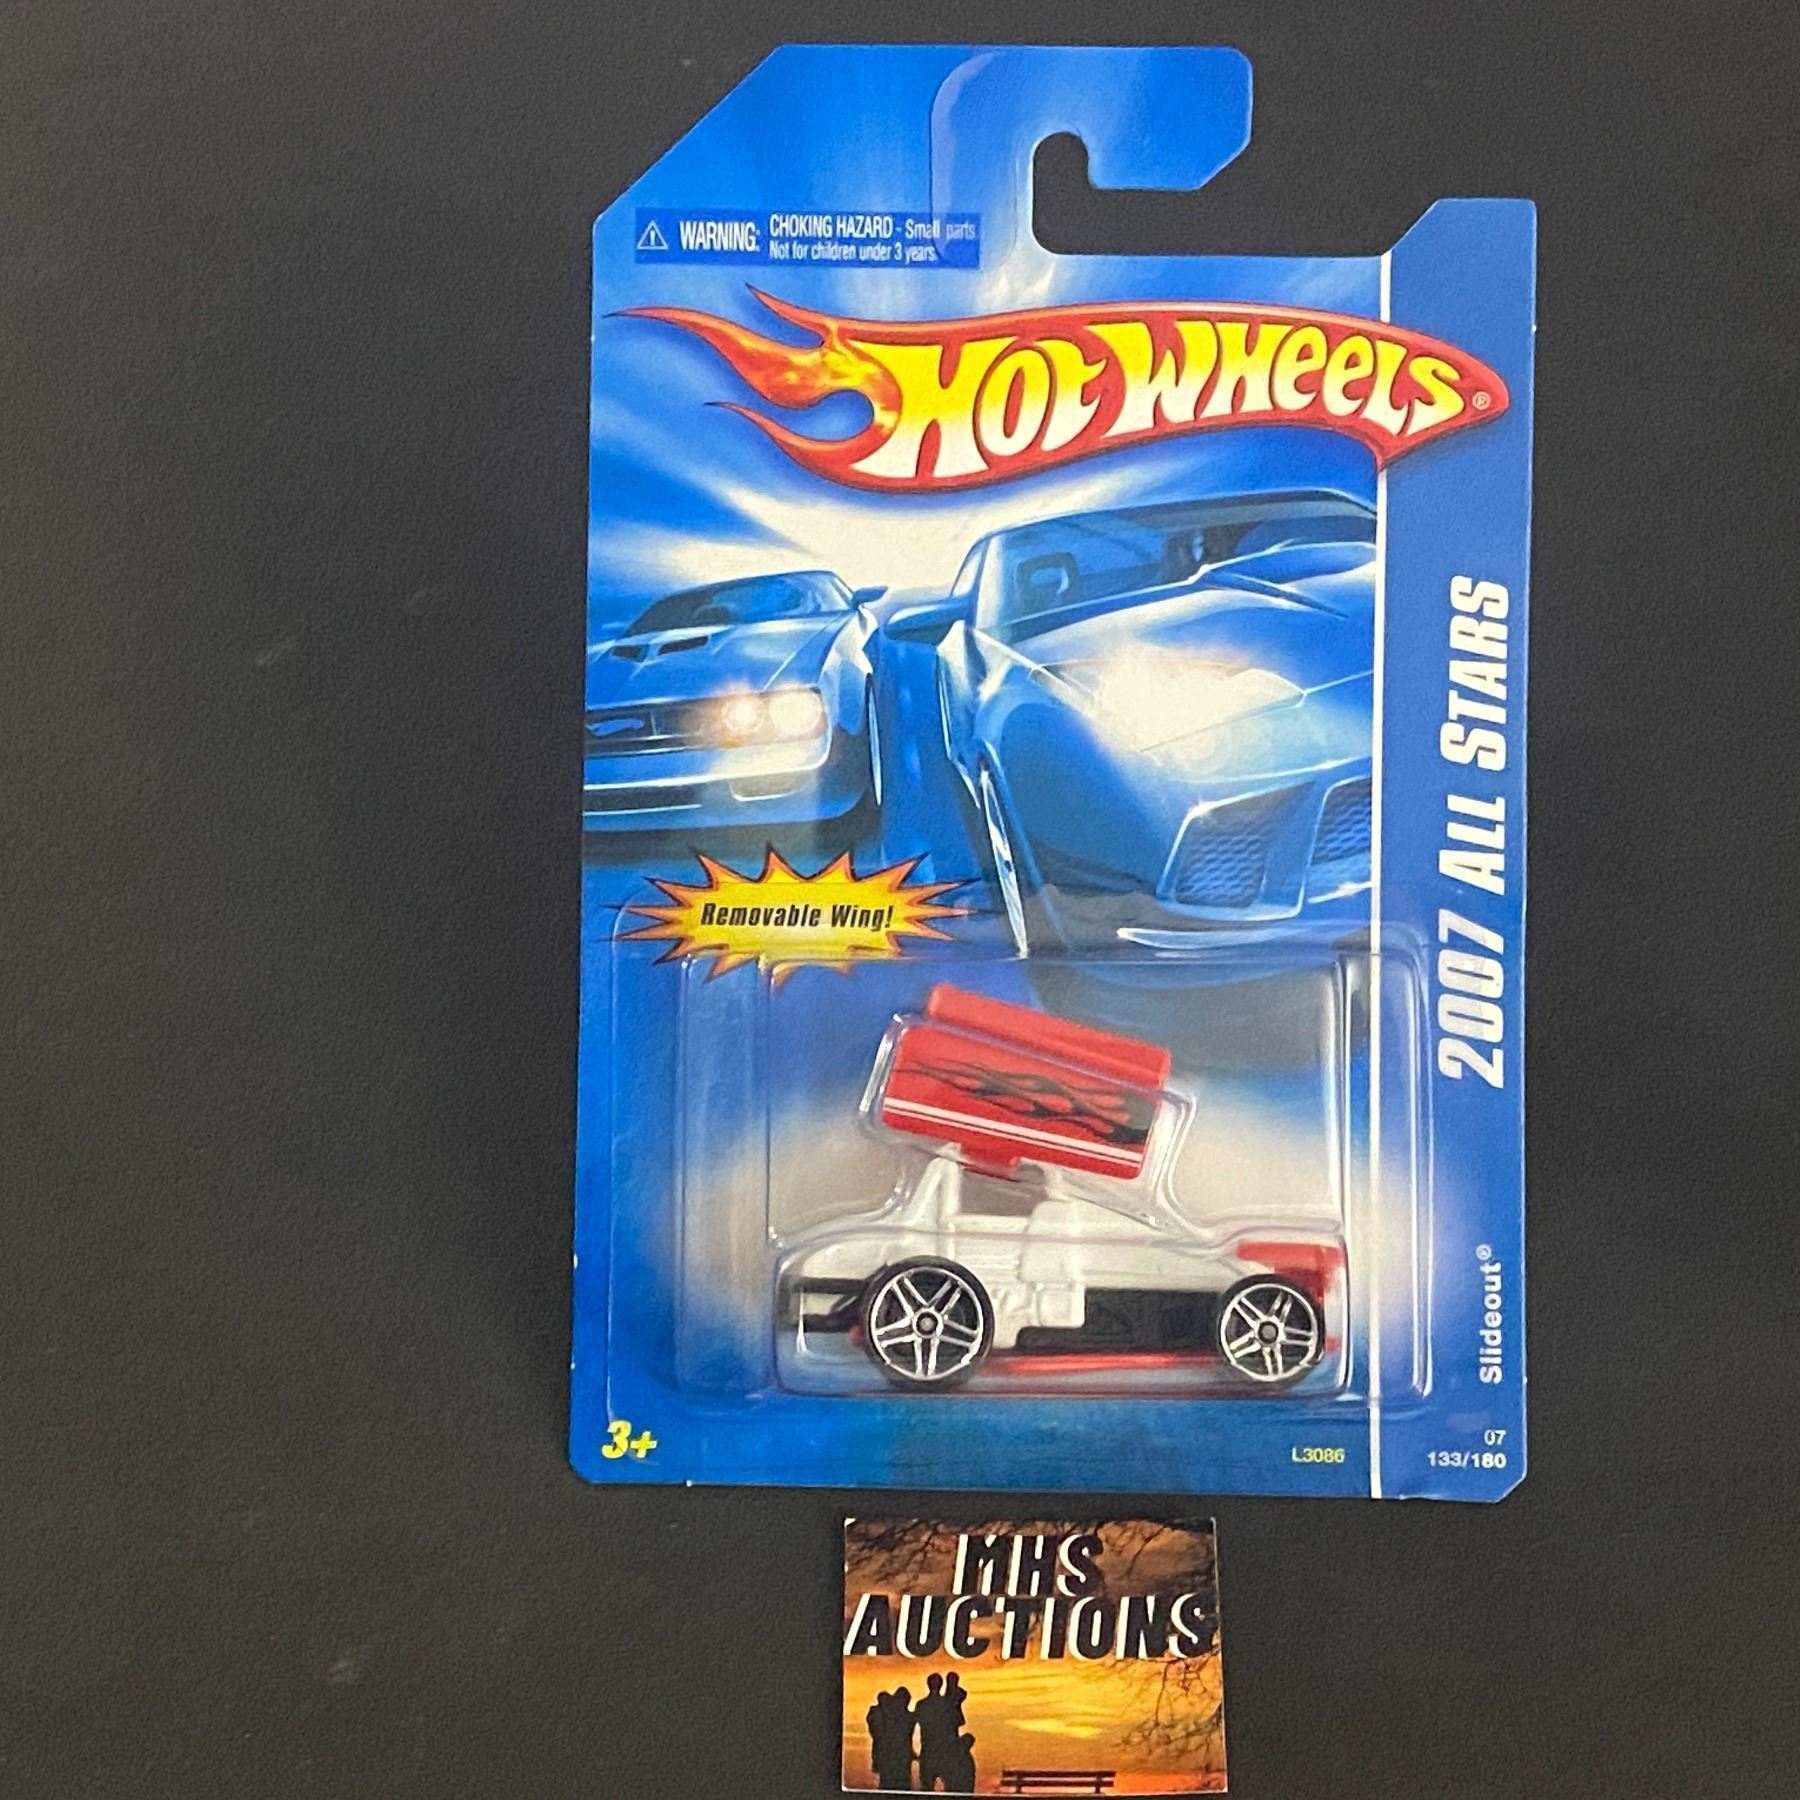 WARNING: CHOKING HAZARD - Small parts
Not for children under 3 years.
HOT WHEELS®
2007 ALL STARS
Removable Wing!
Slideout®
3+
L3086
07
133/180
MHS
AUCTIONS